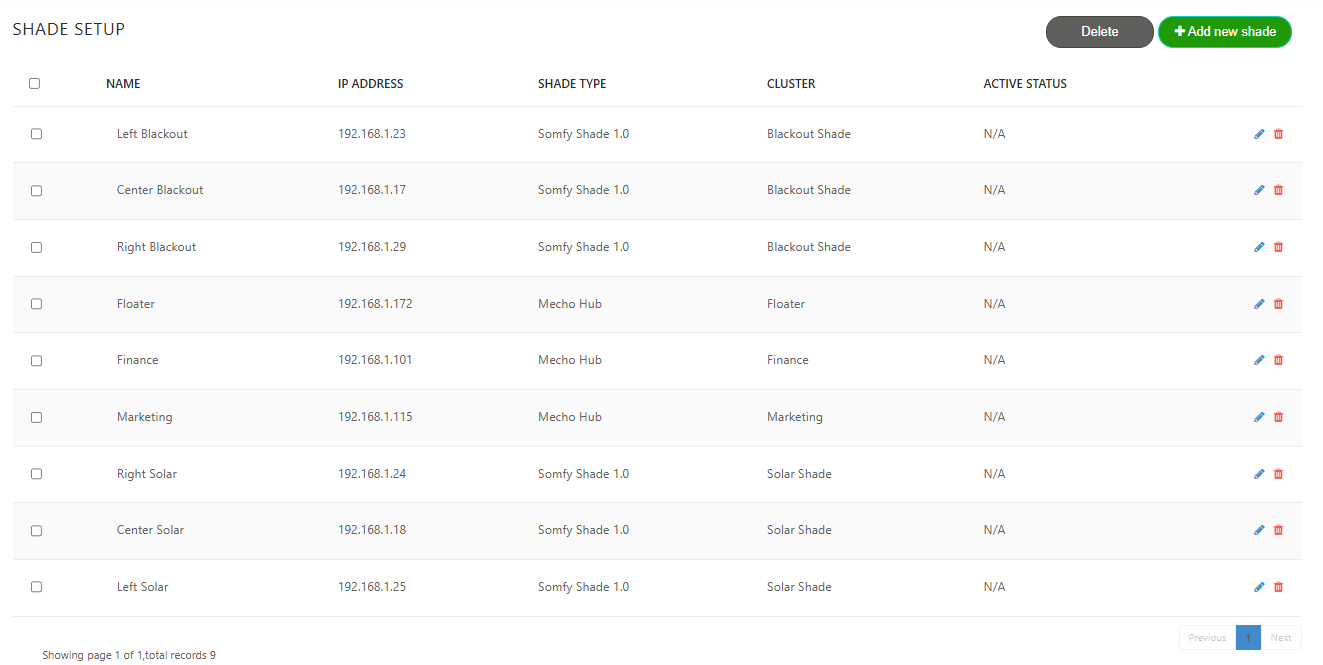 SHADE SETUP
Delete
Add new shade
NAME IP ADDRESS SHADE TYPE CLUSTER ACTIVE STATUS
Left Blackout 192.168.1.23 Somfy Shade 1.0 Blackout Shade N/A
Center Blackout 192.168.1.17 Somfy Shade 1.0 Blackout Shade N/A
Right Blackout 192.168.1.29 Somfy Shade 1.0 Blackout Shade N/A
Floater 192.168.1.172 Mecho Hub Floater N/A
Finance 192.168.1.101 Mecho Hub Finance N/A
Marketing 192.168.1.115 Mecho Hub Marketing N/A
Right Solar 192.168.1.24 Somfy Shade 1.0 Solar Shade N/A
Center Solar 192.168.1.18 Somfy Shade 1.0 Solar Shade N/A
Left Solar 192.168.1.25 Somfy Shade 1.0 Solar Shade N/A
Previous 1 Next
Showing page 1 of 1,total records 9